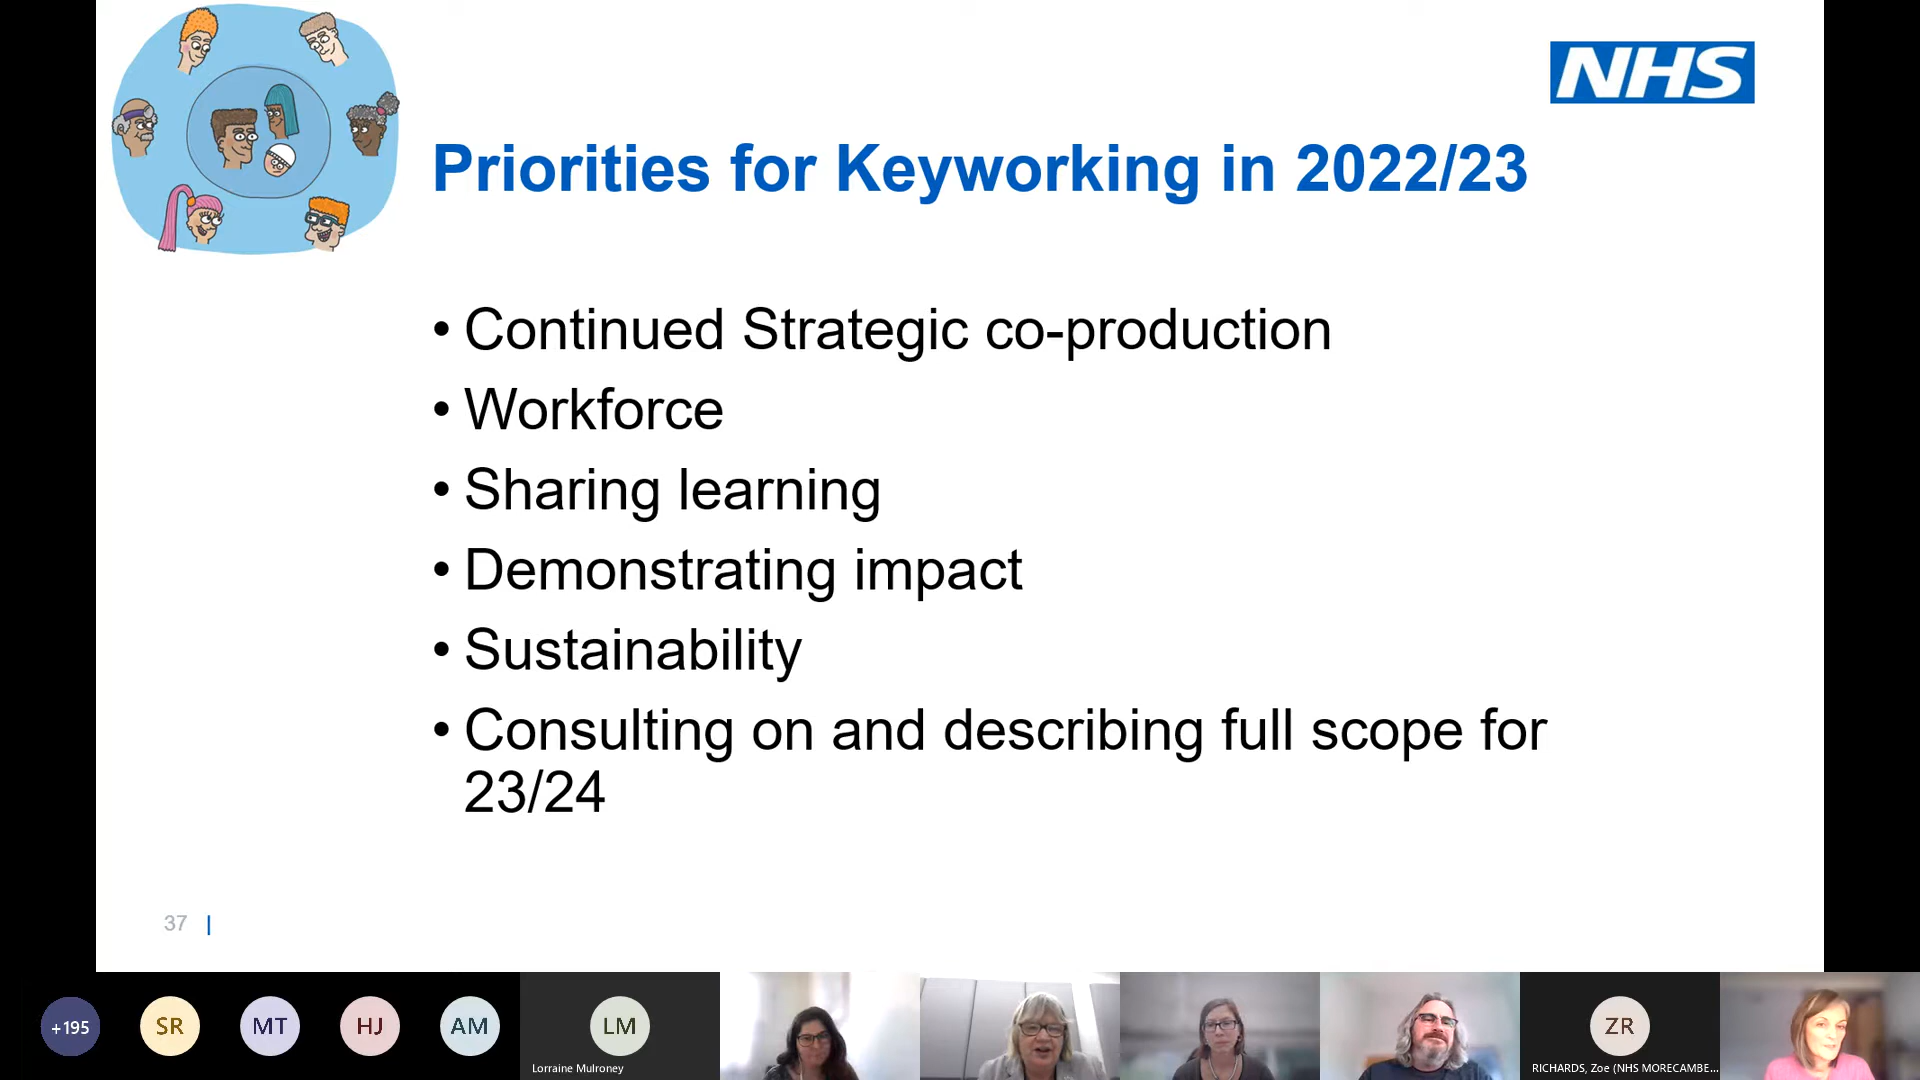 NHS
Priorities for Keyworking in 2022/23
• Continued Strategic co-production
• Workforce
• Sharing learning
• Demonstrating impact
• Sustainability
• Consulting on and describing full scope for
23/24
37 |
+195
SR
MT
HJ
AM
LM
Lorraine Mulroney
ZR
RICHARDS, Zoe (NHS MORECAMBE...